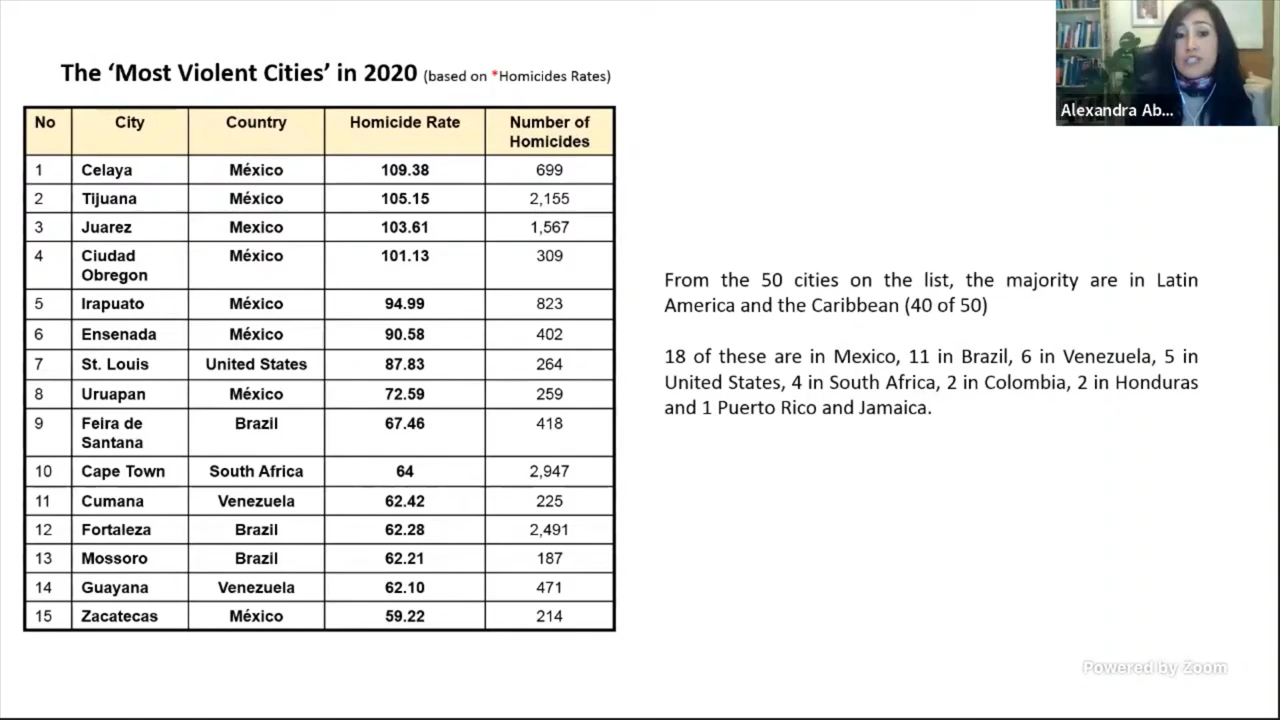 The ‘Most Violent Cities’ in 2020 (based on *Homicides Rates)
No City Country Homicide Rate Number of Homicides
1 Celaya México 109.38 699
2 Tijuana México 105.15 2,155
3 Juarez Mexico 103.61 1,567
4 Ciudad Obregon México 101.13 309
5 Irapuato México 94.99 823
6 Ensenada México 90.58 402
7 St. Louis United States 87.83 264
8 Uruapan México 72.59 259
9 Feira de Santana Brazil 67.46 418
10 Cape Town South Africa 64 2,947
11 Cumana Venezuela 62.42 225
12 Fortaleza Brazil 62.28 2,491
13 Mossoro Brazil 62.21 187
14 Guayana Venezuela 62.10 471
15 Zacatecas México 59.22 214
From the 50 cities on the list, the majority are in Latin
America and the Caribbean (40 of 50)
18 of these are in Mexico, 11 in Brazil, 6 in Venezuela, 5 in
United States, 4 in South Africa, 2 in Colombia, 2 in Honduras
and 1 Puerto Rico and Jamaica.
Alexandra Ab...
Powered by Zoom